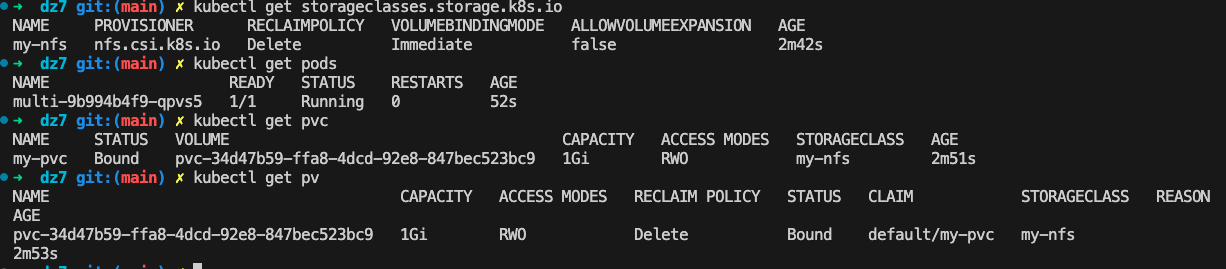 ➜  dz7 git:(main) ✗ kubectl get storageclasses.storage.k8s.io
NAME     PROVISIONER      RECLAIMPOLICY   VOLUMEBINDINGMODE   ALLOWVOLUMEEXPANSION   AGE
my-nfs   nfs.csi.k8s.io   Delete          Immediate           false                  2m42s
➜  dz7 git:(main) ✗ kubectl get pods
NAME                     READY   STATUS    RESTARTS   AGE
multi-9b994b4f9-qpvs5   1/1     Running   0          52s
➜  dz7 git:(main) ✗ kubectl get pvc
NAME     STATUS   VOLUME                                     CAPACITY   ACCESS MODES   STORAGECLASS   AGE
my-pvc   Bound    pvc-34d47b59-ffa8-4dcd-92e8-847bec523bc9   1Gi        RWO            my-nfs         2m51s
➜  dz7 git:(main) ✗ kubectl get pv
NAME                                       CAPACITY   ACCESS MODES   RECLAIM POLICY   STATUS   CLAIM            STORAGECLASS   REASON
AGE
pvc-34d47b59-ffa8-4dcd-92e8-847bec523bc9   1Gi        RWO            Delete           Bound    default/my-pvc   my-nfs
2m53s
➜  dz7 git:(main) ✗